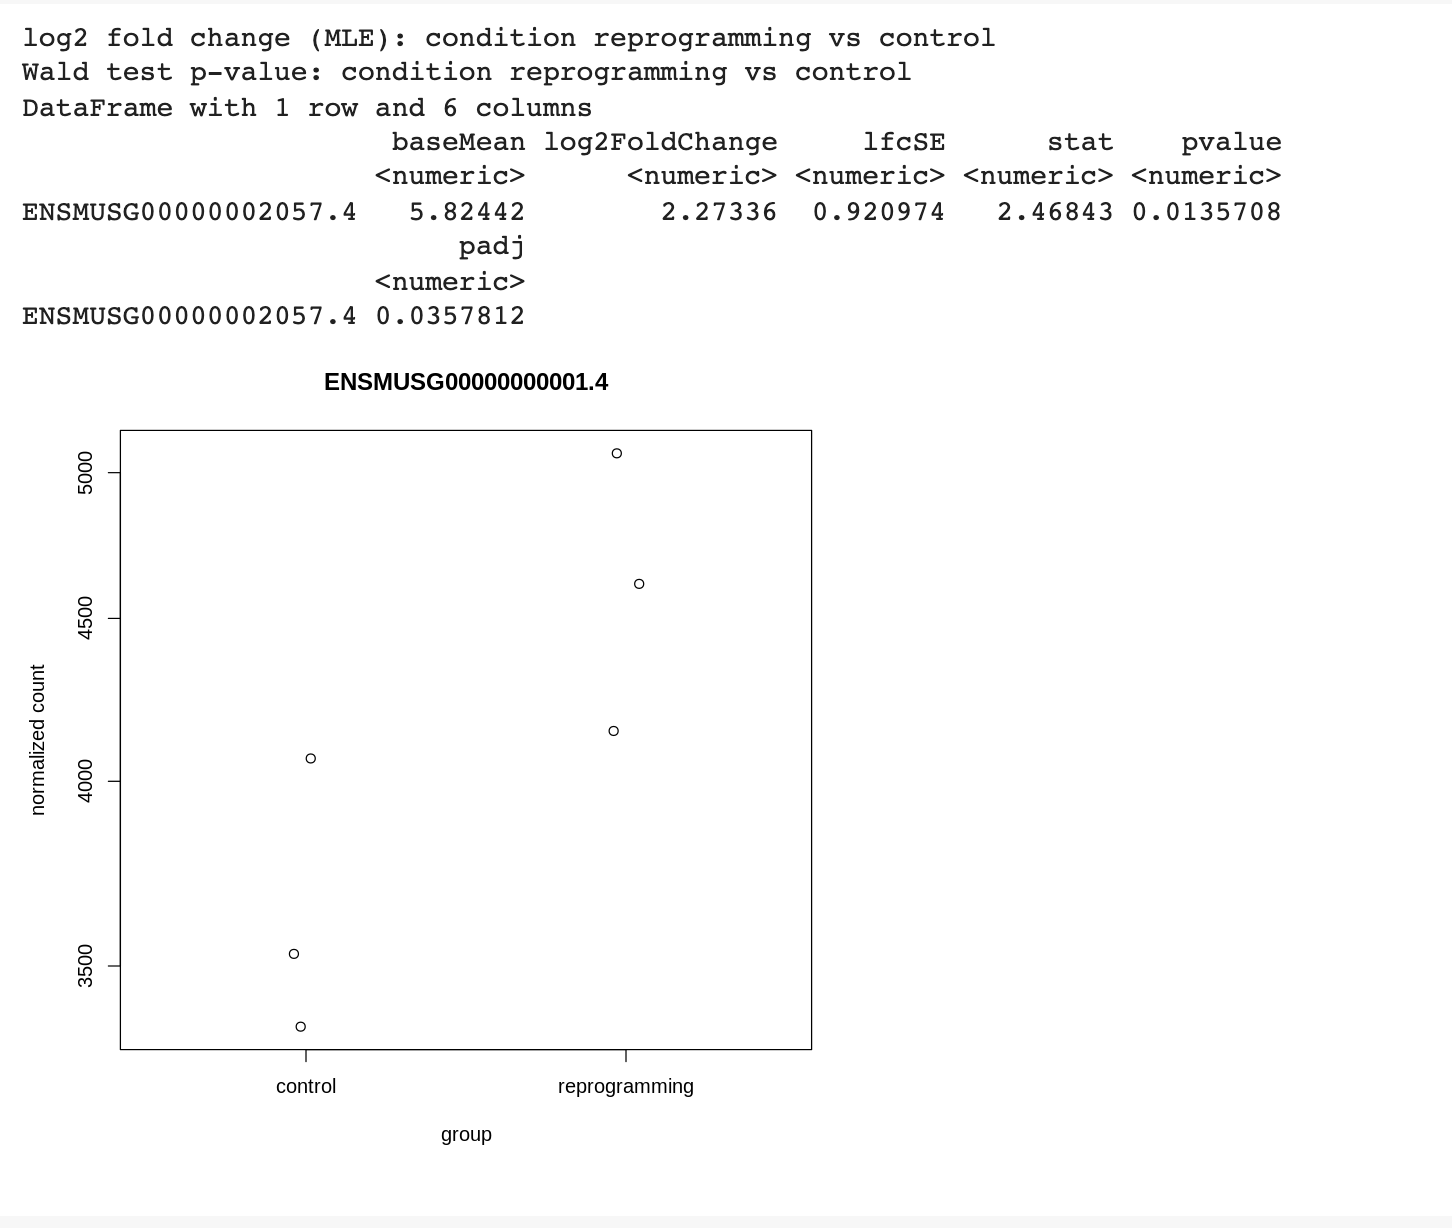 log2 fold change (MLE): condition reprogramming vs control
Wald test p-value: condition reprogramming vs control
DataFrame with 1 row and 6 columns
baseMean log2FoldChange lfcSE stat pvalue
<numeric> <numeric> <numeric> <numeric> <numeric>
ENSMUSG00000002057.4 5.82442 2.27336 0.920974 2.46843 0.0135708
padj
<numeric>
ENSMUSG00000002057.4 0.0357812
ENSMUSG00000000001.4
5000
4500
4000
3500
normalized count
control reprogramming
group